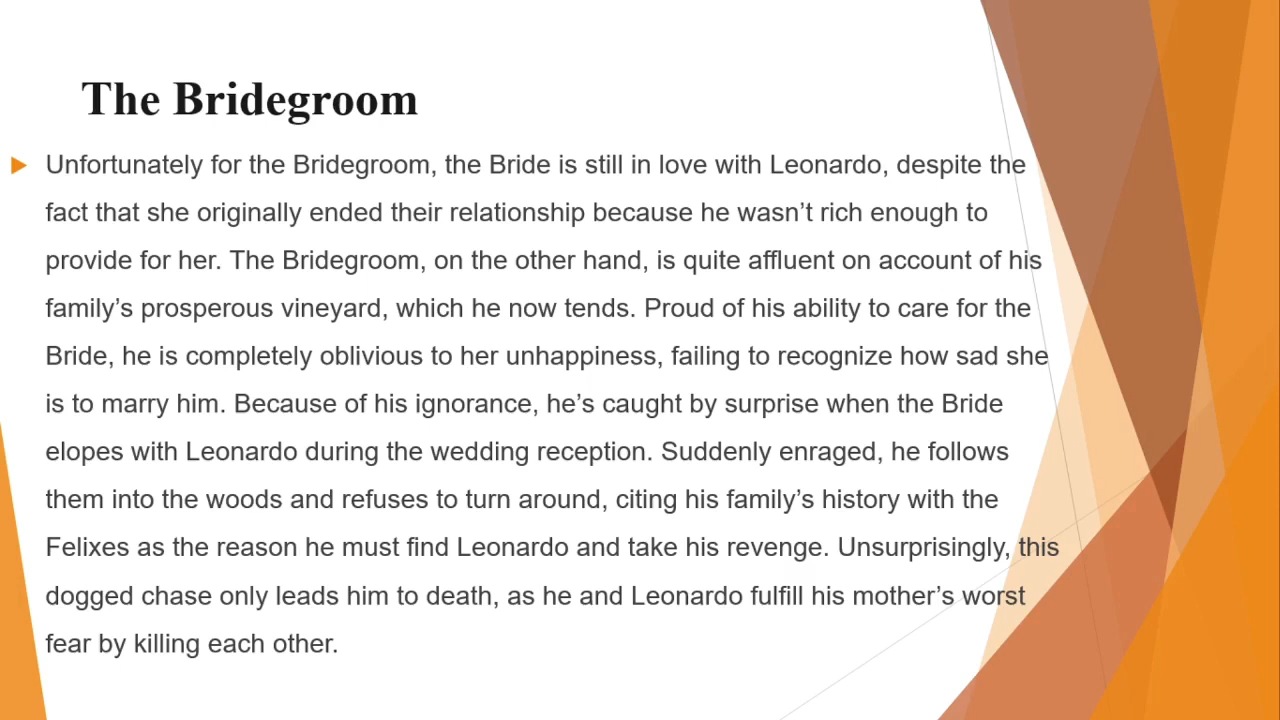 The Bridegroom
Unfortunately for the Bridegroom, the Bride is still in love with Leonardo, despite the
fact that she originally ended their relationship because he wasn’t rich enough to
provide for her. The Bridegroom, on the other hand, is quite affluent on account of his
family’s prosperous vineyard, which he now tends. Proud of his ability to care for the
Bride, he is completely oblivious to her unhappiness, failing to recognize how sad she
is to marry him. Because of his ignorance, he’s caught by surprise when the Bride
elopes with Leonardo during the wedding reception. Suddenly enraged, he follows
them into the woods and refuses to turn around, citing his family’s history with the
Felixes as the reason he must find Leonardo and take his revenge. Unsurprisingly, this
dogged chase only leads him to death, as he and Leonardo fulfill his mother’s worst
fear by killing each other.